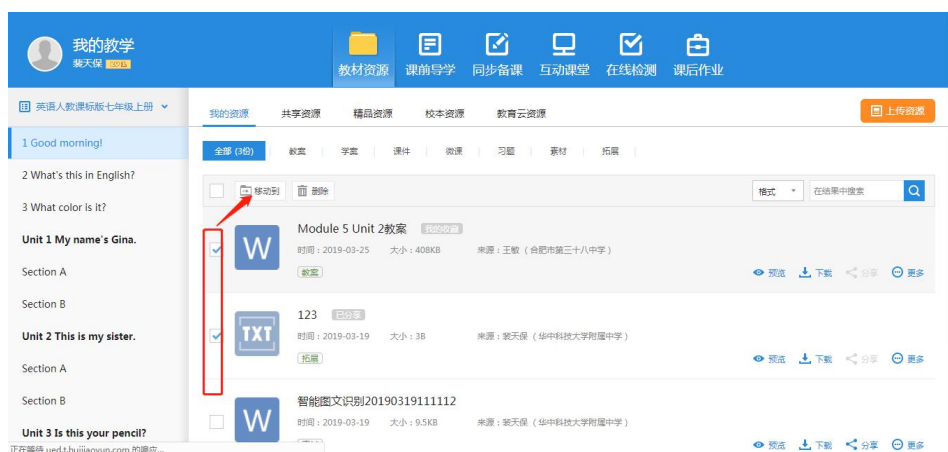 我的教学
裴天保
教材资源 课前导学 同步备课 互动课堂 在线检测 课后作业
英语人教课标版七年级上册
我的资源 共享资源 精品资源 校本资源 教育云资源 上传资源
1 Good morning!
全部 (3份) 教案 学案 课件 微课 习题 素材 拓展
2 What's this in English?
移动到 删除 格式 在结果中搜索
3 What color is it?
Unit 1 My name's Gina.
W Module 5 Unit 2教案 我的收藏
时间：2019-03-25 大小：408KB 来源：王敏（合肥市第三十八中学）
Section A
教案
预览 下载 分享 更多
Section B
TXT 123 已分享
Unit 2 This is my sister.
时间：2019-03-19 大小：3B 来源：裴天保（华中科技大学附属中学）
拓展
Section A
预览 下载 分享 更多
Section B
W 智能图文识别20190319111112
时间：2019-03-19 大小：9.5KB 来源：裴天保（华中科技大学附属中学）
Unit 3 Is this your pencil?
预览 下载 分享 更多
正在等待 ued.t.huijiaoyun.com 的响应...